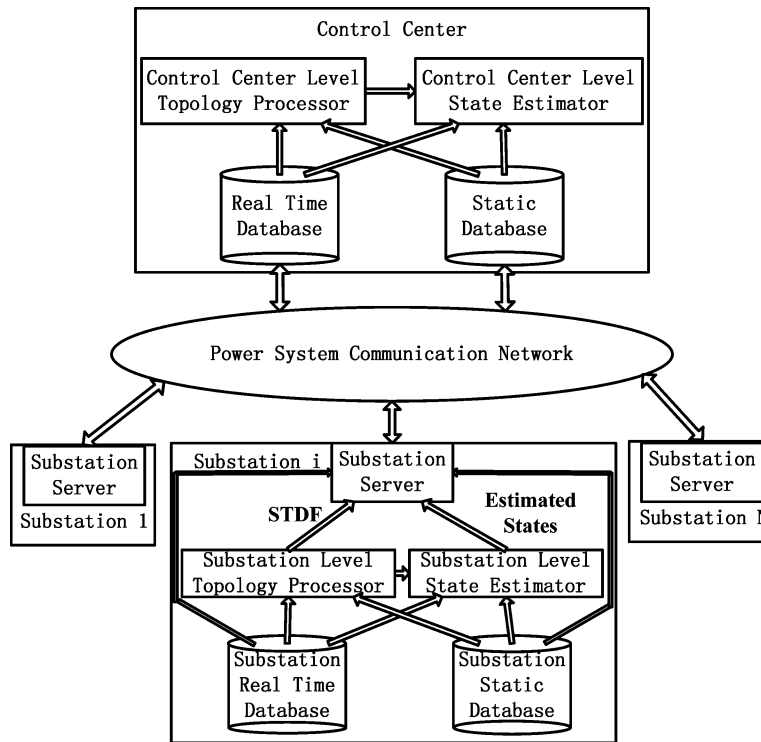 Control Center
Control Center Level
Topology Processor
Control Center Level
State Estimator
Real Time
Database
Static
Database
Power System Communication Network
Substation
Server
Substation 1
Substation i
Substation
Server
STDF
Estimated
States
Substation Level
Topology Processor
Substation Level
State Estimator
Substation
Real Time
Database
Substation
Static
Database
Substation
Server
Substation N